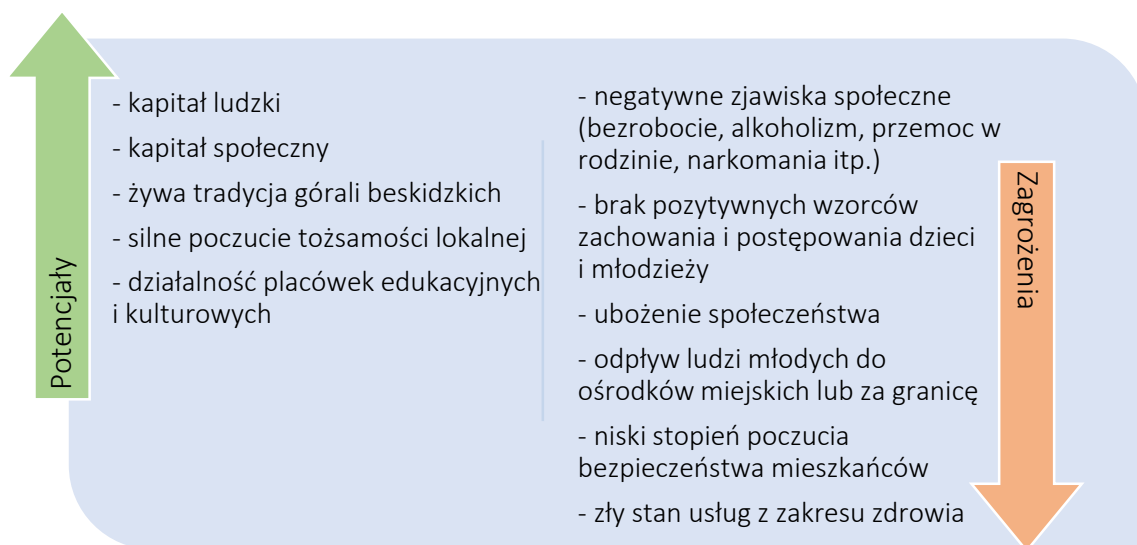 Potencjały
- kapitał ludzki
- kapitał społeczny
- żywa tradycja górali beskidzkich
- silne poczucie tożsamości lokalnej
- działalność placówek edukacyjnych
i kulturowych
- negatywne zjawiska społeczne
(bezrobocie, alkoholizm, przemoc w
rodzinie, narkomania itp.)
- brak pozytywnych wzorców
zachowania i postępowania dzieci
i młodzieży
- ubożenie społeczeństwa
- odpływ ludzi młodych do
ośrodków miejskich lub za granicę
- niski stopień poczucia
bezpieczeństwa mieszkańców
- zły stan usług z zakresu zdrowia
Zagrożenia